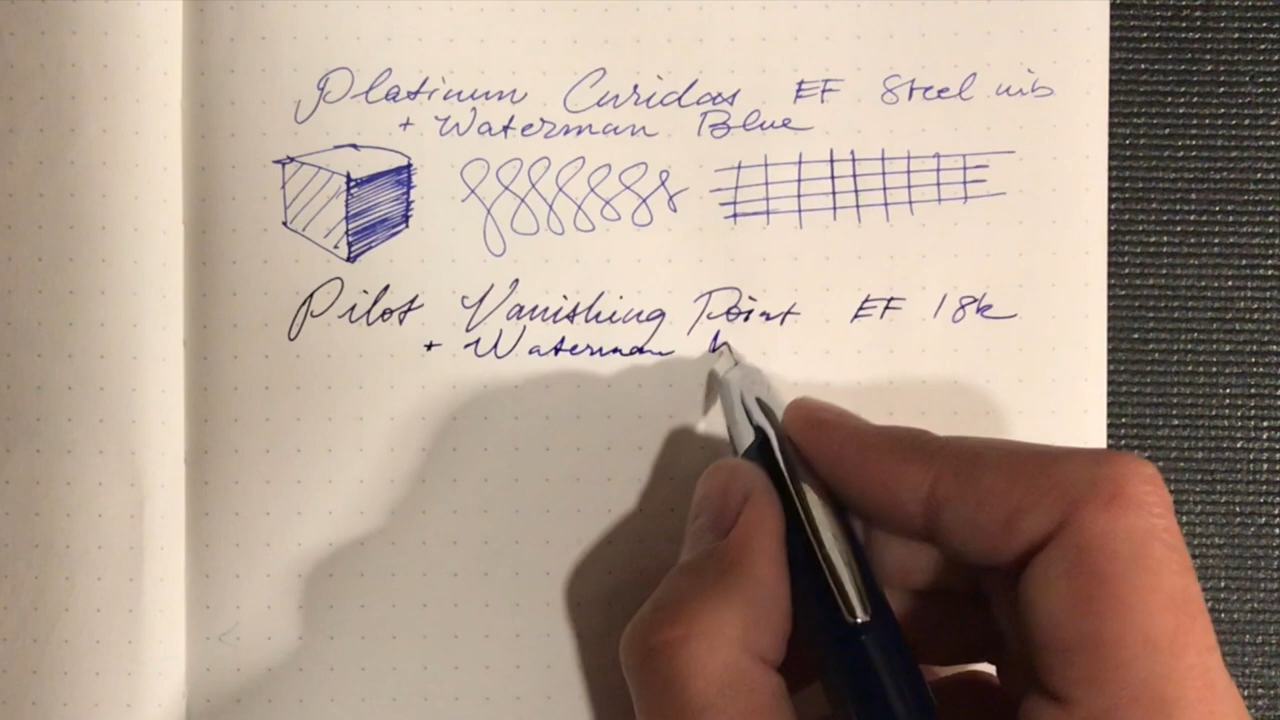 Platinum Curidas EF Steel nib
+ Waterman Blue
Pilot Vanishing Point EF 18k
+ Waterman